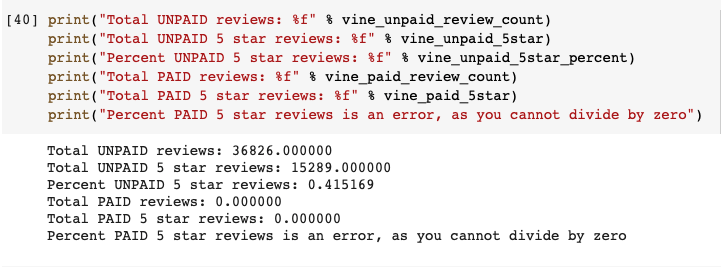 [40] print("Total UNPAID reviews: %f" % vine_unpaid_review_count)
print("Total UNPAID 5 star reviews: %f" % vine_unpaid_5star)
print("Percent UNPAID 5 star reviews: %f" % vine_unpaid_5star_percent)
print("Total PAID reviews: %f" % vine_paid_review_count)
print("Total PAID 5 star reviews: %f" % vine_paid_5star)
print("Percent PAID 5 star reviews is an error, as you cannot divide by zero")
Total UNPAID reviews: 36826.000000
Total UNPAID 5 star reviews: 15289.000000
Percent UNPAID 5 star reviews: 0.415169
Total PAID reviews: 0.000000
Total PAID 5 star reviews: 0.000000
Percent PAID 5 star reviews is an error, as you cannot divide by zero